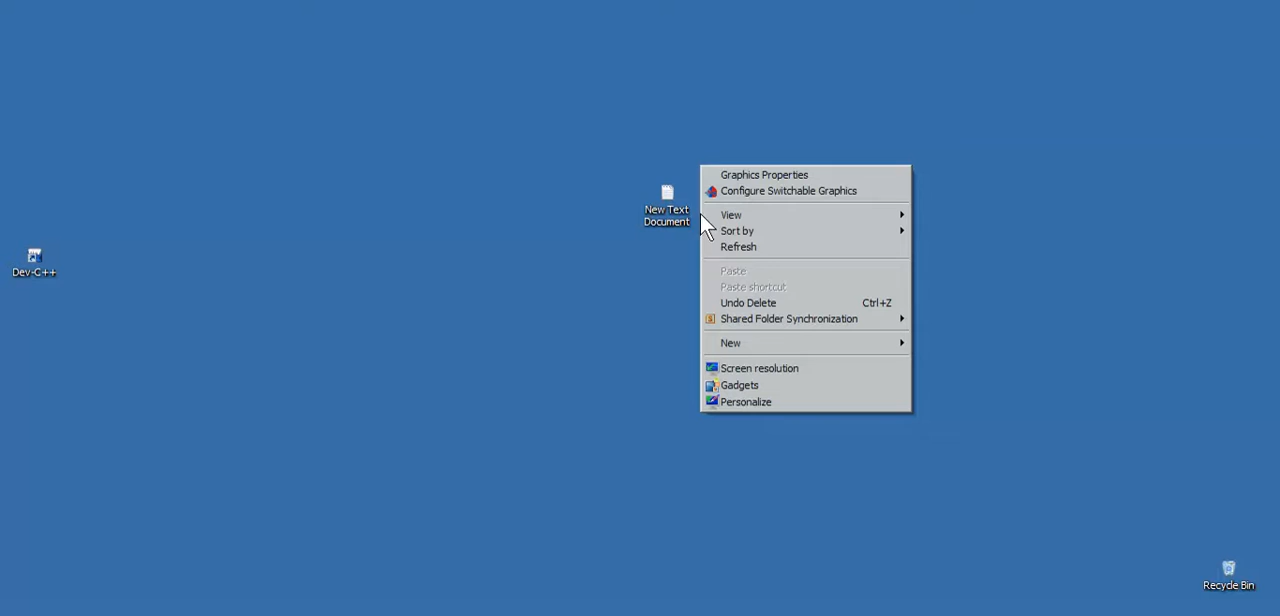 Graphics Properties
Configure Switchable Graphics
New Text
Document
View
Sort by
Refresh
Dev-C++
Paste
Paste shortcut
Undo Delete Ctrl+Z
Shared Folder Synchronization
New
Screen resolution
Gadgets
Personalize
Recycle Bin